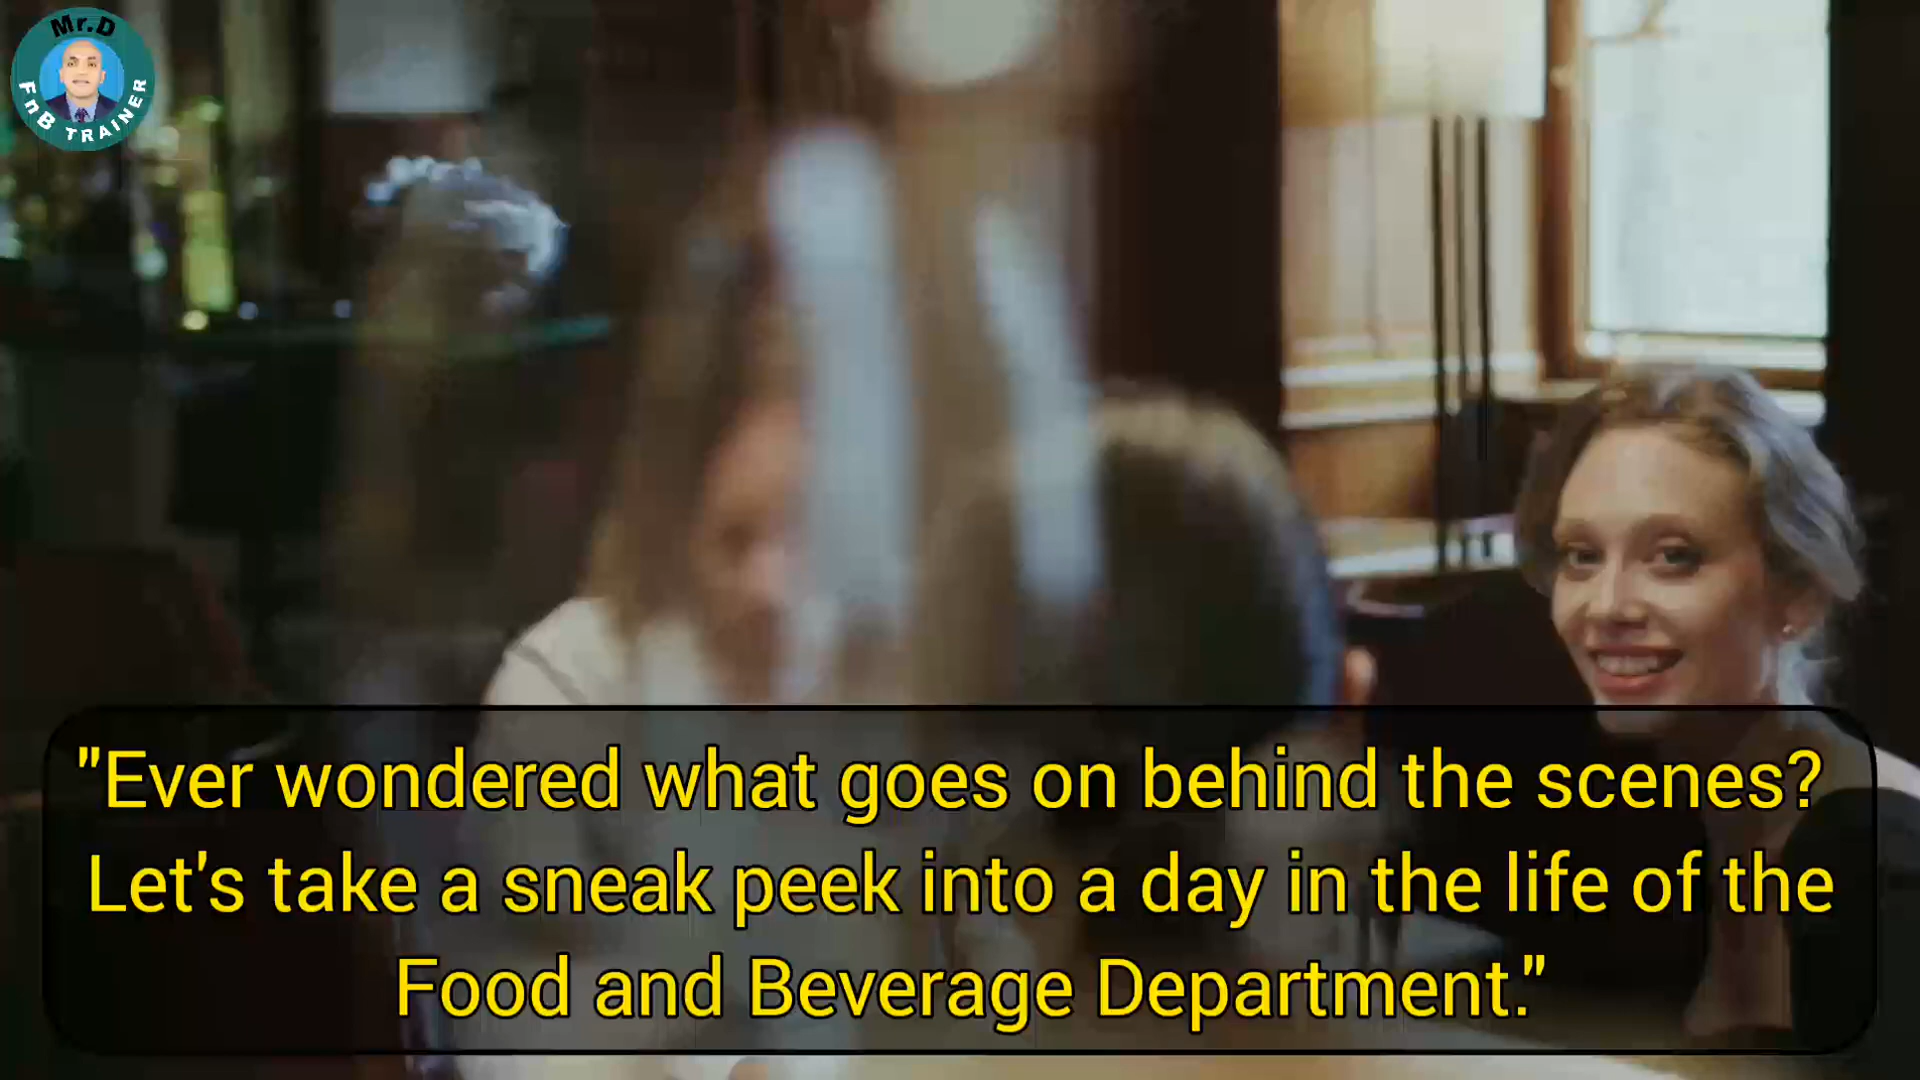 Mr.D
FnB TRAINER
"Ever wondered what goes on behind the scenes?
Let's take a sneak peek into a day in the life of the
Food and Beverage Department."